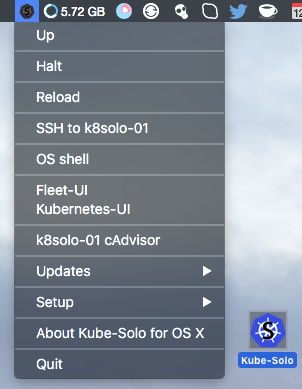 5.72 GB
12
Up
Halt
Reload
SSH to k8solo-01
OS shell
Fleet-UI
Kubernetes-UI
k8solo-01 cAdvisor
Updates
Setup
About Kube-Solo for OS X
Quit
S
Kube-Solo